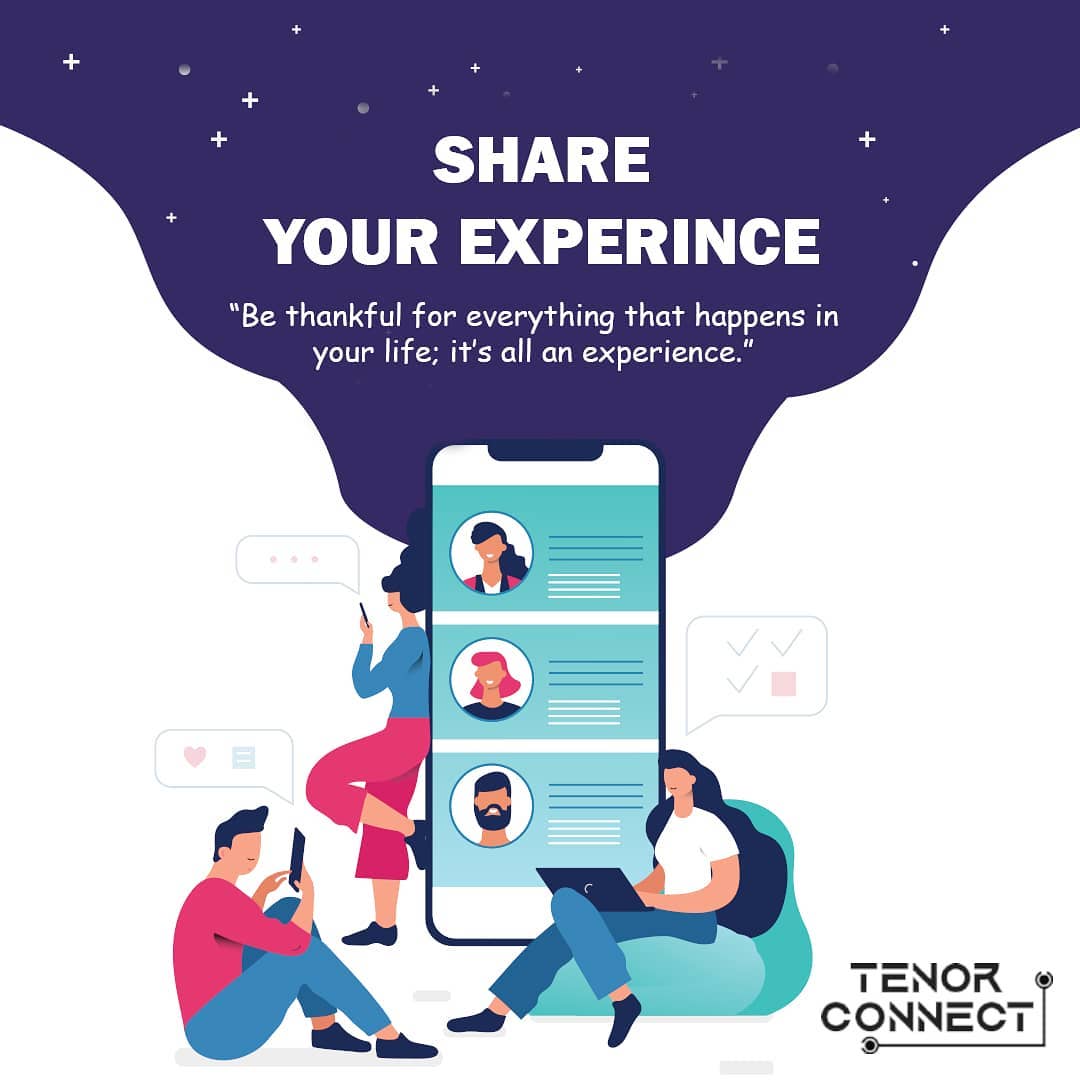 SHARE
YOUR EXPERINCE
“Be thankful for everything that happens in
your life; it’s all an experience.”
TENOR
CONNECT